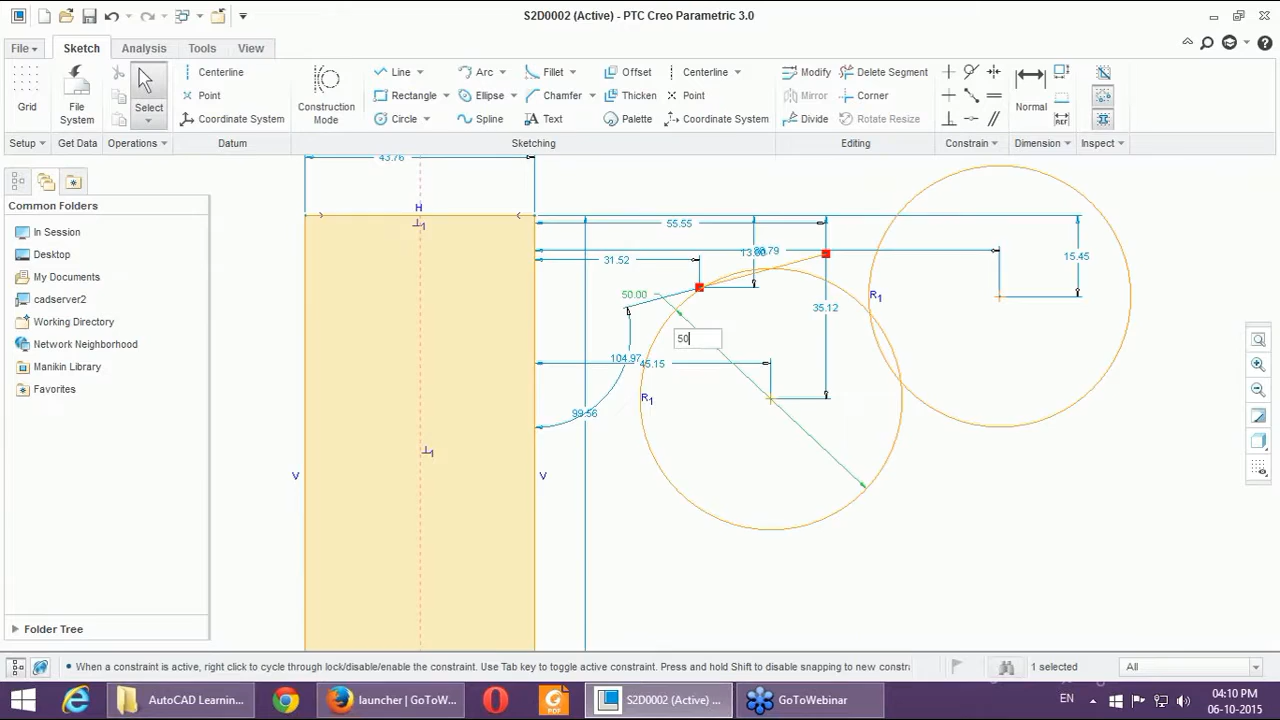 S2D0002 (Active) - PTC Creo Parametric 3.0
File Sketch Analysis Tools View
Grid
File System
Select
Centerline
Point
Coordinate System
Construction Mode
Line Arc Fillet Offset Centerline
Rectangle Ellipse Chamfer Thicken Point
Circle Spline Text Palette Coordinate System
Modify Delete Segment
Mirror Corner
Divide Rotate Resize
Normal
Setup Get Data Operations Datum Sketching Editing Constrain Dimension Inspect
Common Folders
In Session
Desktop
My Documents
cadserver2
Working Directory
Network Neighborhood
Manikin Library
Favorites
Folder Tree
43.76
H
⊥1
55.55
31.52
15.45
50.00
R1
35.12
50
104.97
45.15
R1
99.56
⊥1
V
V
When a constraint is active, right click to cycle through lock/disable/enable the constraint. Use Tab key to toggle active constraint. Press and hold Shift to disable snapping to new constra
1 selected
All
AutoCAD Learnin...
launcher | GoToW...
S2D0002 (Active) ...
GoToWebinar
EN
04:10 PM
06-10-2015